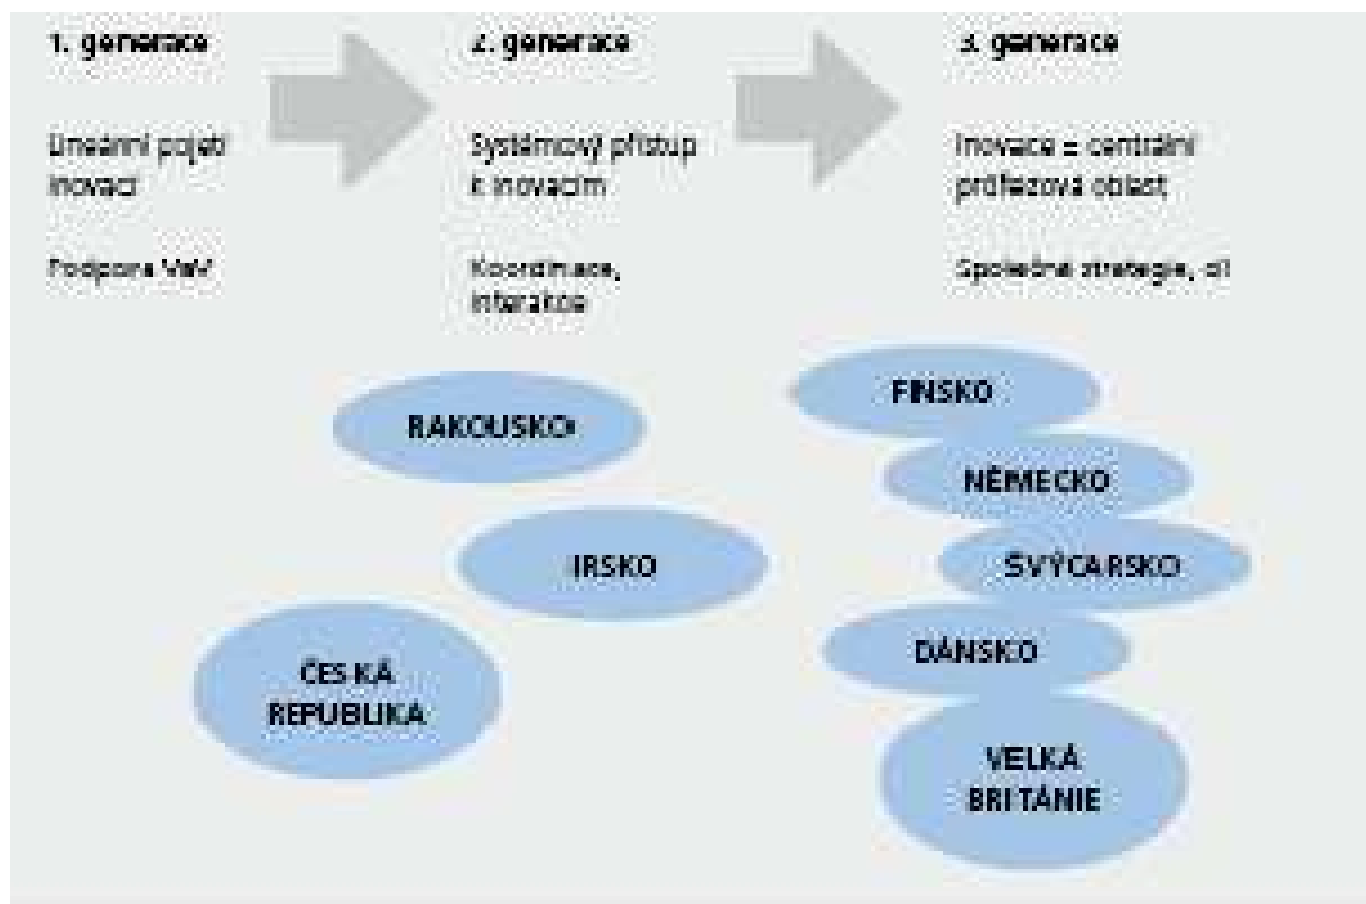 1. generace
Lineární pojetí
inovací
Podpora VaV
2. generace
Systémový přístup
k inovacím
Koordinace,
interakce
3. generace
Inovace = centrální
průřezová oblast
Společné strategie, cíl
RAKOUSKO
IRSKO
ČESKÁ
REPUBLIKA
FINSKO
NĚMECKO
ŠVÝCARSKO
DÁNSKO
VELKÁ
BRITÁNIE